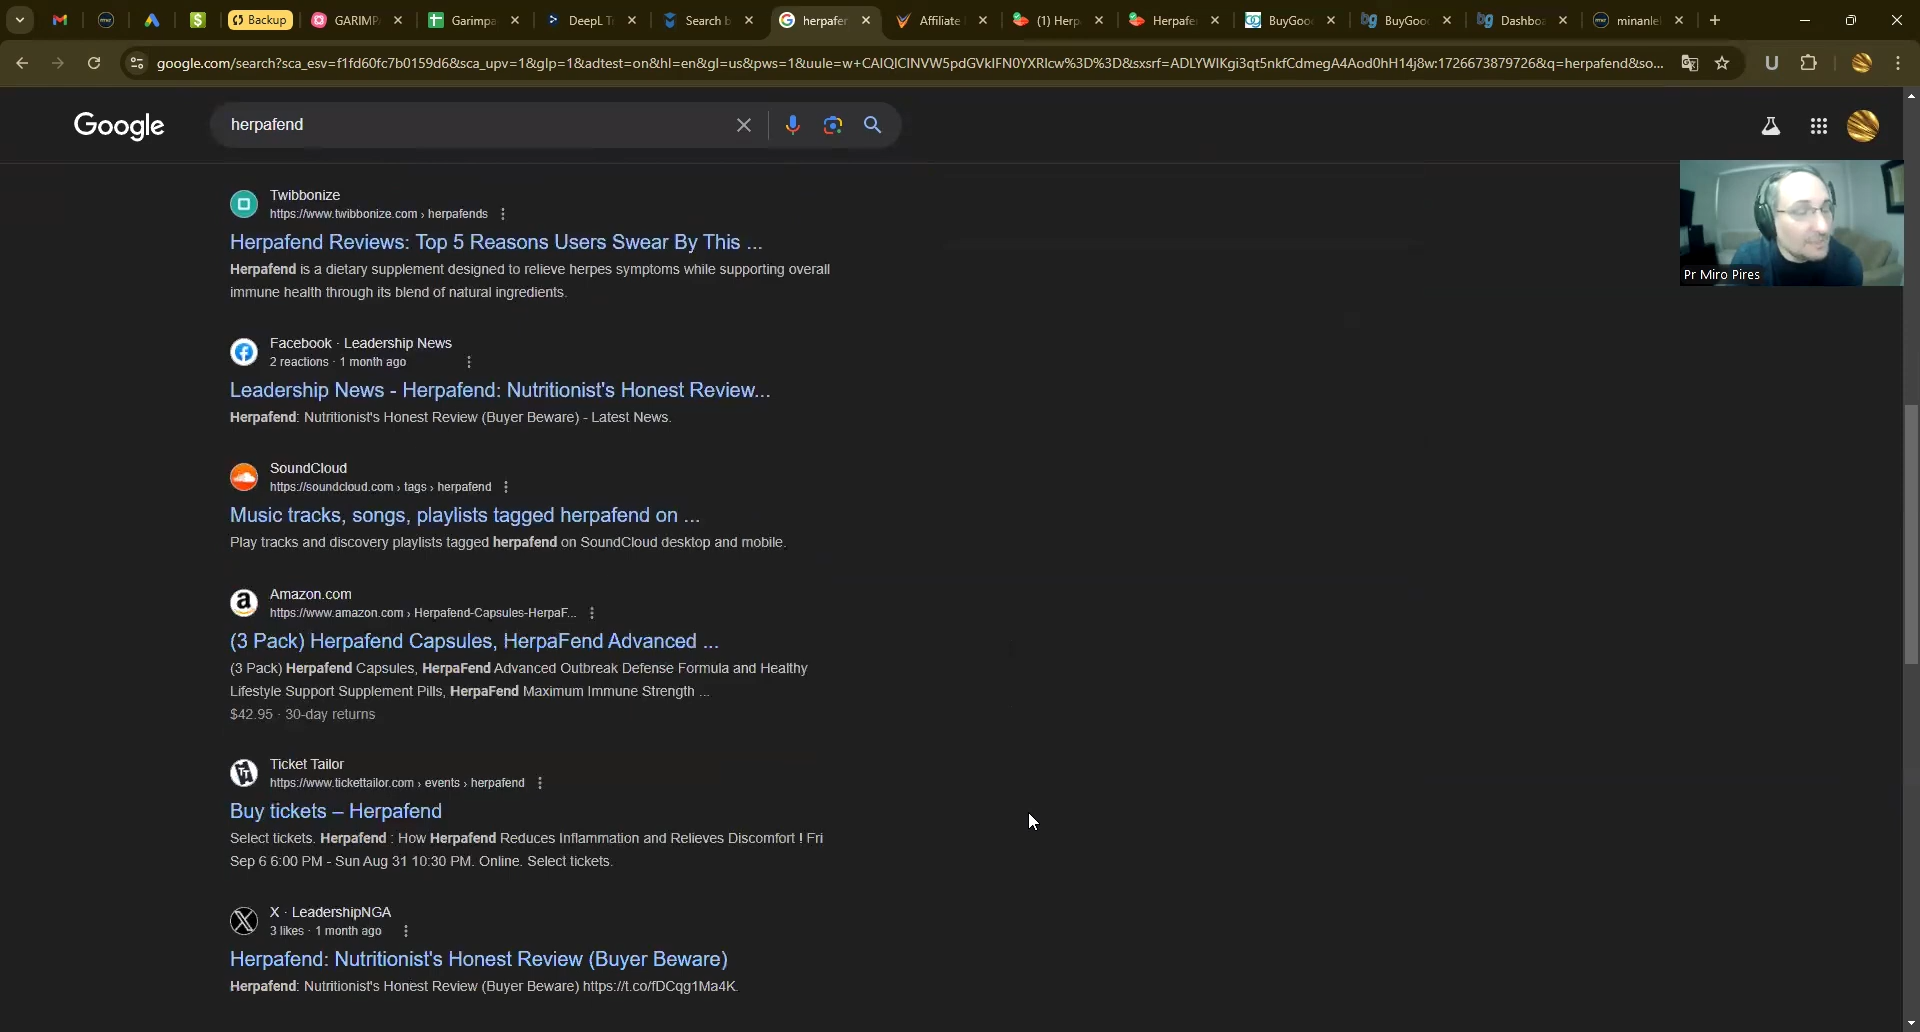 Backup
GARIMP
Garimpa
DeepL Tr
Search b
herpafen
Affiliate
(1) Herp
Herpafe
BuyGoo
BuyGoo
Dashbo
minanle
google.com/search?sca_esv=f1fd60fc7b0159d6&sca_upv=1&glp=1&adtest=on&hl=en&gl=us&pws=1&uule=w+CAIQICINVW5pdGVkIFN0YXRlcw%3D%3D&sxsrf=ADLYWIKgi3qt5nkfCdmegA4Aod0hH14j8w:1726673879726&q=herpafend&so...
Google
herpafend
Twibbonize
https://www.twibbonize.com › herpafends
Herpafend Reviews: Top 5 Reasons Users Swear By This ...
Herpafend is a dietary supplement designed to relieve herpes symptoms while supporting overall
immune health through its blend of natural ingredients.
Pr Miro Pires
Facebook · Leadership News
2 reactions · 1 month ago
Leadership News - Herpafend: Nutritionist's Honest Review...
Herpafend: Nutritionist's Honest Review (Buyer Beware) - Latest News.
SoundCloud
https://soundcloud.com › tags › herpafend
Music tracks, songs, playlists tagged herpafend on ...
Play tracks and discovery playlists tagged herpafend on SoundCloud desktop and mobile.
Amazon.com
https://www.amazon.com › Herpafend-Capsules-HerpaF...
(3 Pack) Herpafend Capsules, HerpaFend Advanced ...
(3 Pack) Herpafend Capsules, HerpaFend Advanced Outbreak Defense Formula and Healthy
Lifestyle Support Supplement Pills, HerpaFend Maximum Immune Strength ...
$42.95 · 30-day returns
Ticket Tailor
https://www.tickettailor.com › events › herpafend
Buy tickets – Herpafend
Select tickets. Herpafend : How Herpafend Reduces Inflammation and Relieves Discomfort ! Fri
Sep 6 6:00 PM - Sun Aug 31 10:30 PM. Online. Select tickets.
X · LeadershipNGA
3 likes · 1 month ago
Herpafend: Nutritionist's Honest Review (Buyer Beware)
Herpafend: Nutritionist's Honest Review (Buyer Beware) https://t.co/fDCqg1Ma4K.